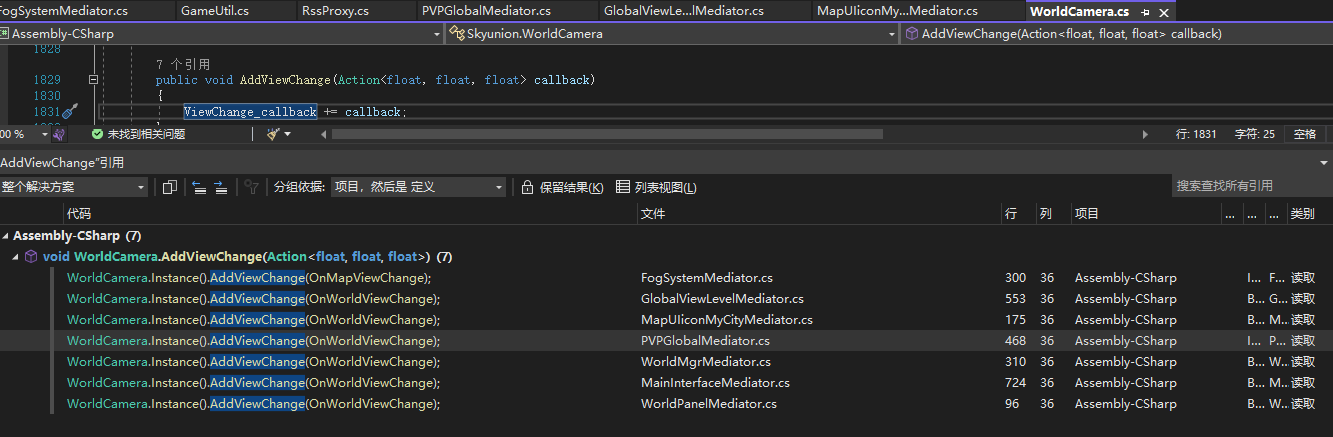 FogSystemMediator.cs GameUtil.cs RssProxy.cs PVPGlobalMediator.cs GlobalViewLe...lMediator.cs MapUIiconMy...Mediator.cs WorldCamera.cs
Assembly-CSharp Skyunion.WorldCamera AddViewChange(Action<float, float, float> callback)
1828
7 个引用
1829 public void AddViewChange(Action<float, float, float> callback)
1830 {
1831 ViewChange_callback += callback;
00 % 未找到相关问题 行: 1831 字符: 25 空格
AddViewChange"引用
整个解决方案 分组依据: 项目，然后是 定义 保留结果(K) 列表视图(L) 搜索查找所有引用
代码 文件 行 列 项目 ... ... ... 类别
Assembly-CSharp (7)
void WorldCamera.AddViewChange(Action<float, float, float>) (7)
WorldCamera.Instance().AddViewChange(OnMapViewChange); FogSystemMediator.cs 300 36 Assembly-CSharp I... F... 读取
WorldCamera.Instance().AddViewChange(OnWorldViewChange); GlobalViewLevelMediator.cs 553 36 Assembly-CSharp B... G... 读取
WorldCamera.Instance().AddViewChange(OnWorldViewChange); MapUIiconMyCityMediator.cs 175 36 Assembly-CSharp B... M... 读取
WorldCamera.Instance().AddViewChange(OnWorldViewChange); PVPGlobalMediator.cs 468 36 Assembly-CSharp I... P... 读取
WorldCamera.Instance().AddViewChange(OnWorldViewChange); WorldMgrMediator.cs 310 36 Assembly-CSharp B... W... 读取
WorldCamera.Instance().AddViewChange(OnWorldViewChange); MainInterfaceMediator.cs 724 36 Assembly-CSharp B... M... 读取
WorldCamera.Instance().AddViewChange(OnWorldViewChange); WorldPanelMediator.cs 96 36 Assembly-CSharp B... W... 读取